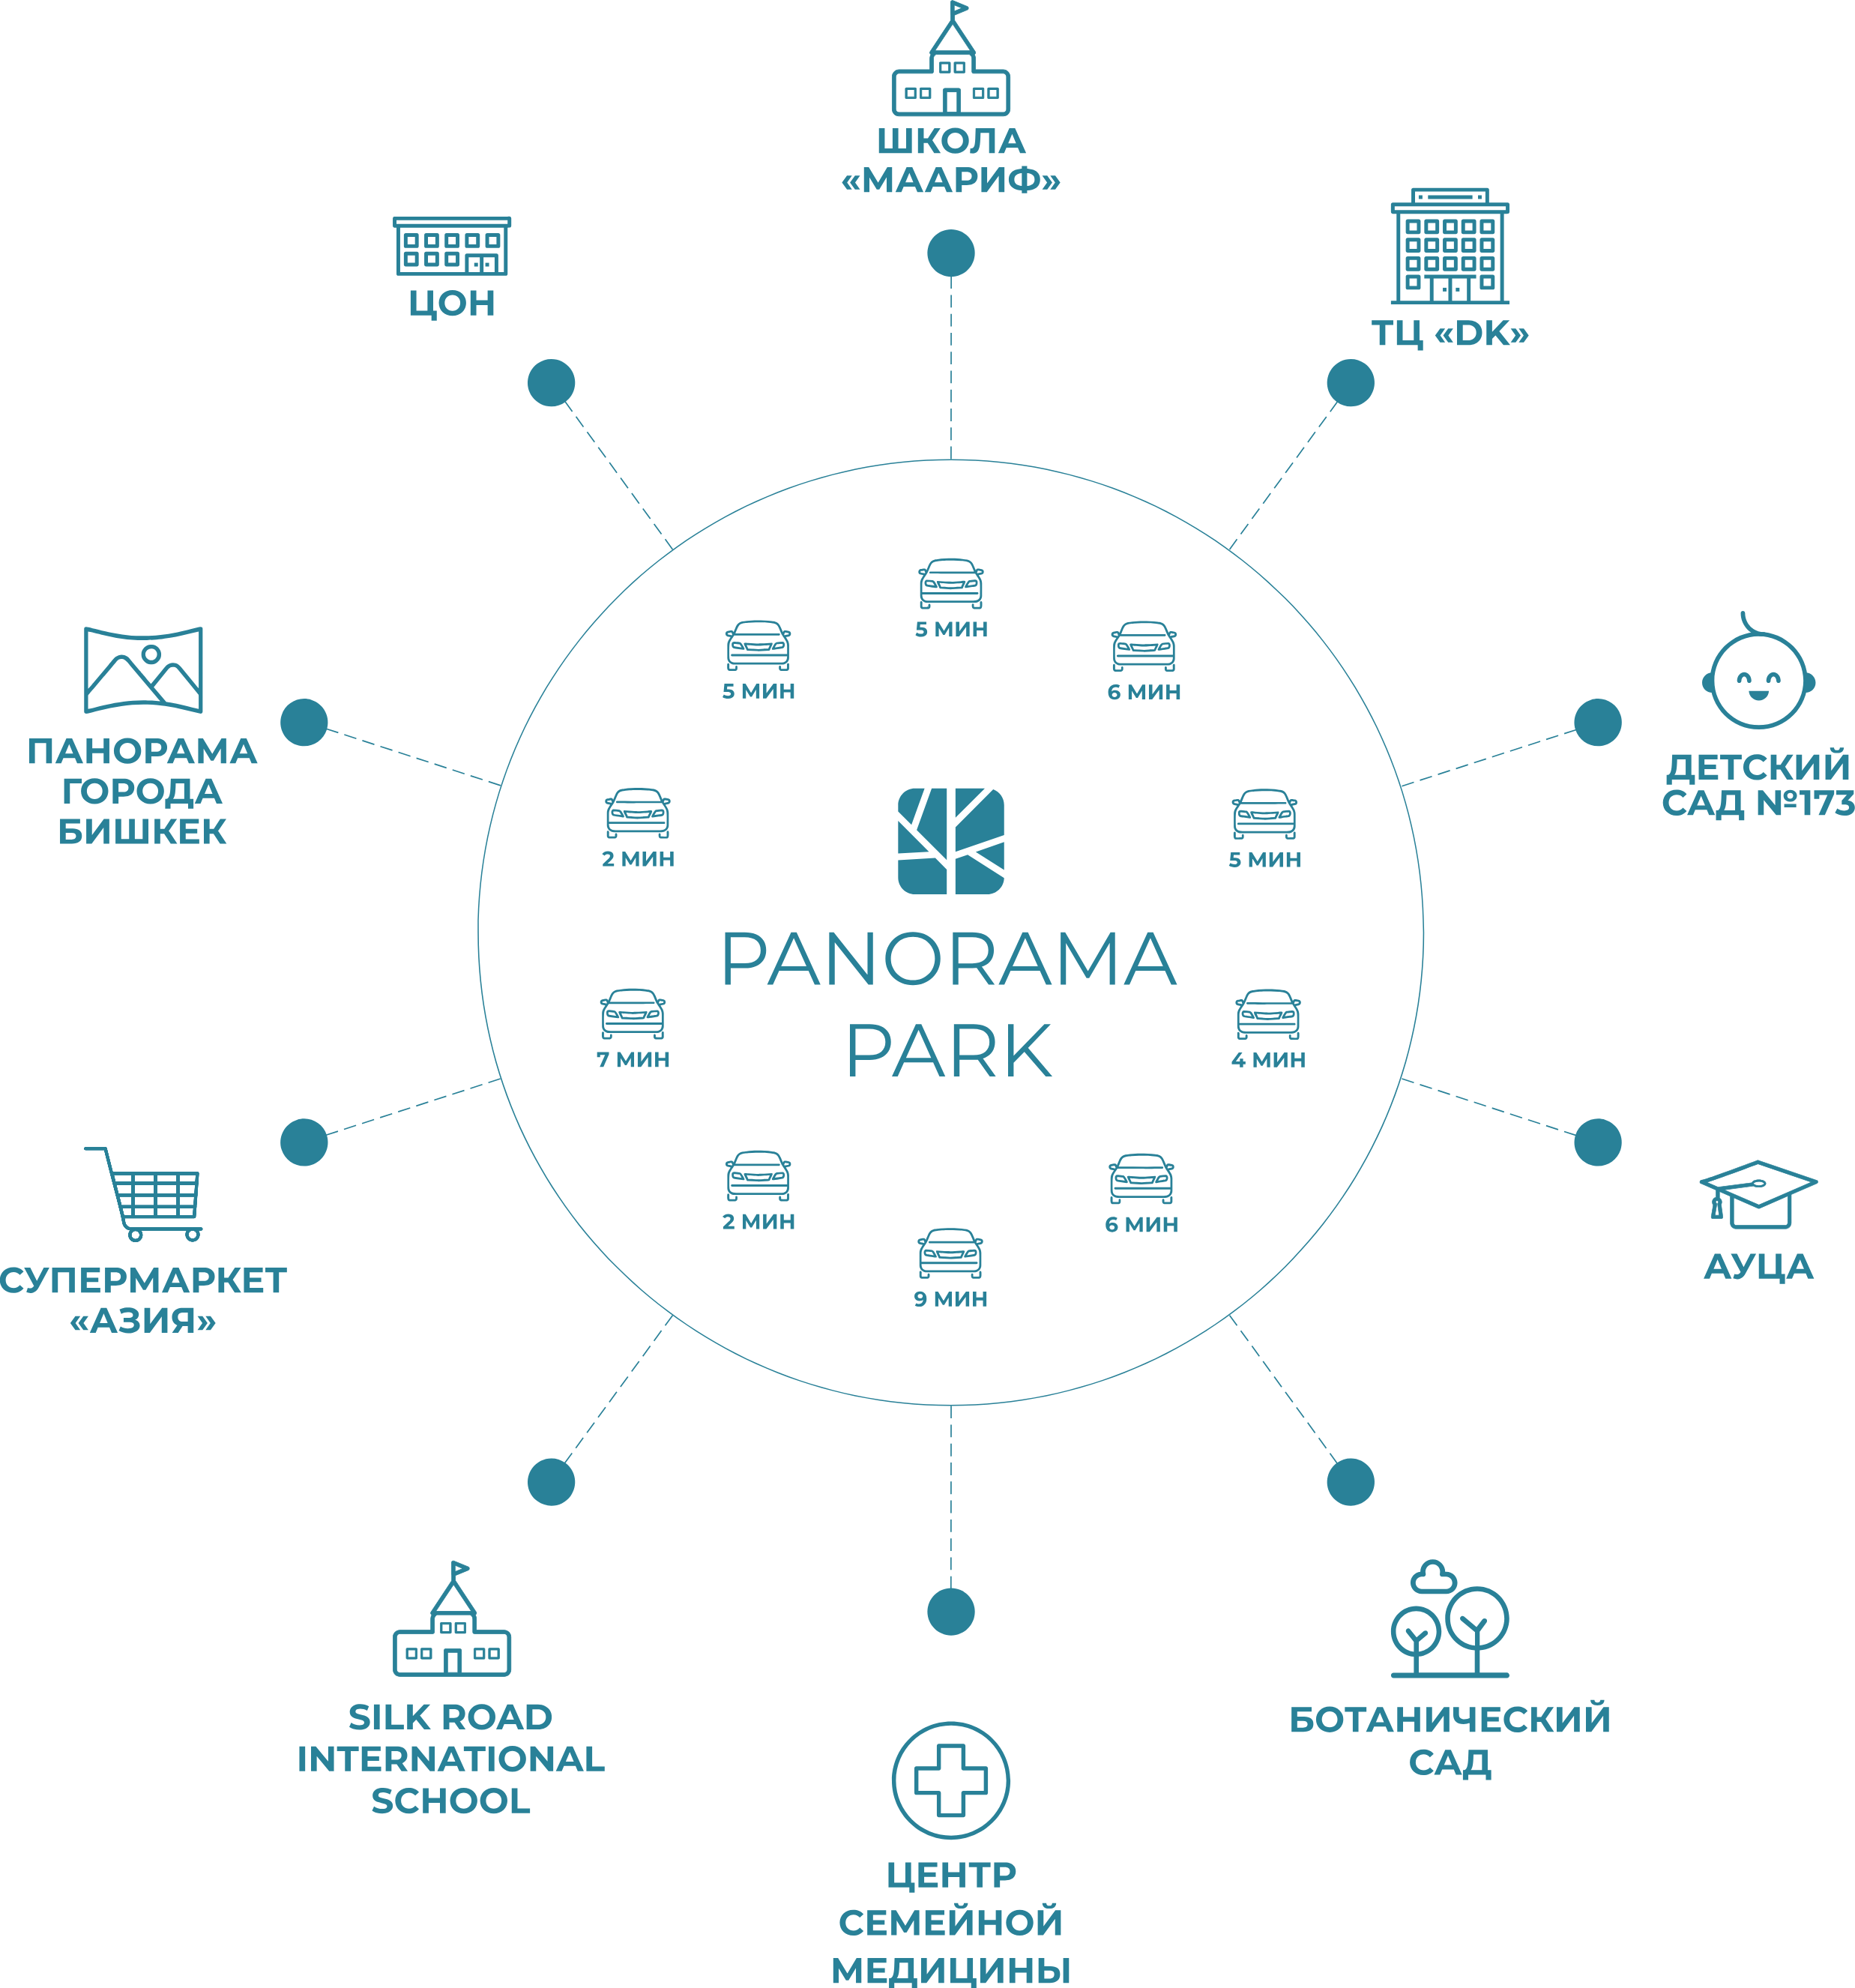 ШКОЛА
«МААРИФ»
ЦОН
ТЦ «DK»
5 МИН
5 МИН
6 МИН
ПАНОРАМА
ГОРОДА
БИШКЕК
ДЕТСКИЙ
САД №173
2 МИН
5 МИН
PANORAMA
PARK
7 МИН
4 МИН
СУПЕРМАРКЕТ
«АЗИЯ»
АУЦА
2 МИН
6 МИН
9 МИН
SILK ROAD
INTERNATIONAL
SCHOOL
БОТАНИЧЕСКИЙ
САД
ЦЕНТР
СЕМЕЙНОЙ
МЕДИЦИНЫ